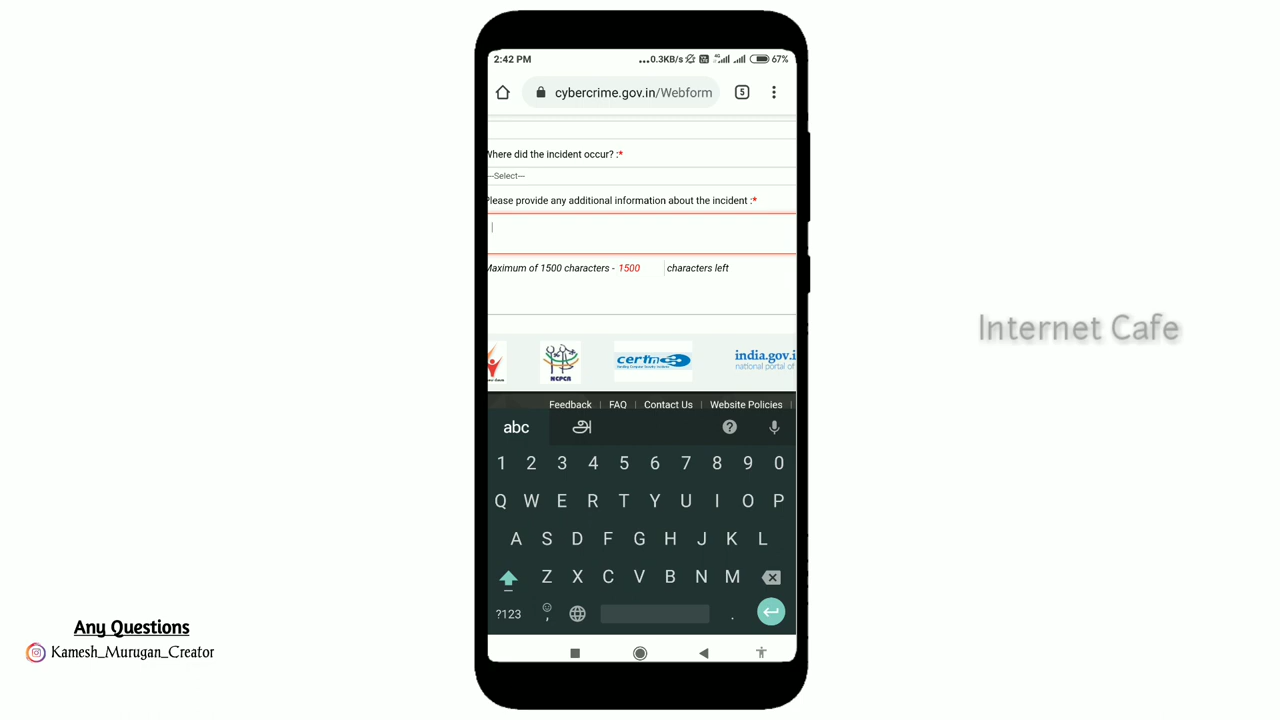 2:42 PM
...0.3KB/s
4G
67%
cybercrime.gov.in/Webform
5
Where did the incident occur? :*
---Select---
Please provide any additional information about the incident :*
Maximum of 1500 characters - 1500 characters left
NCPCR
india.gov.i
national portal of
Feedback | FAQ | Contact Us | Website Policies |
abc
அ
?
1 2 3 4 5 6 7 8 9 0
Q W E R T Y U I O P
A S D F G H J K L
Z X C V B N M
?123 , .
Internet Cafe
Any Questions
Kamesh_Murugan_Creator